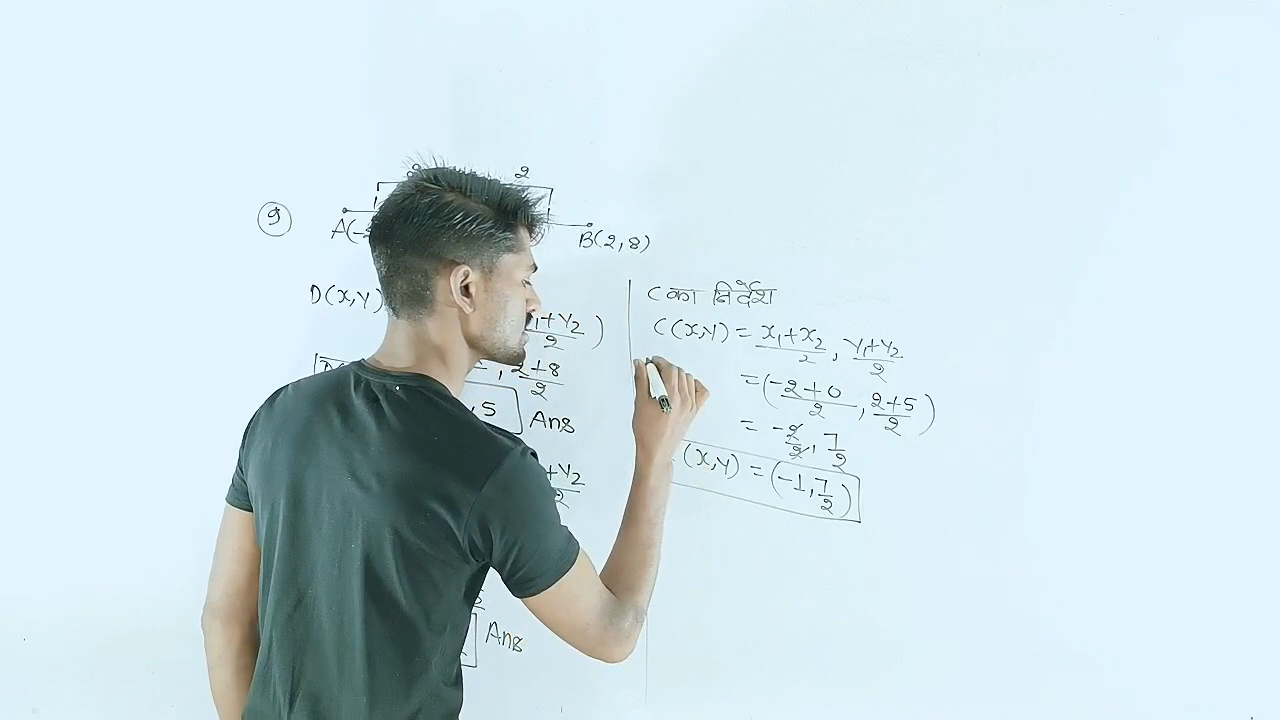 2
9
A(-2
B(2,8)
D(x,y)
1+Y2/2)
, 2+8/2
,5 Ans
+Y2/2
Ans
C का निर्देश
C(x,y) = x1+x2/2, Y1+Y2/2
= (-2+0/2, 2+5/2)
= -2/2, 7/2
(x,y) = (-1, 7/2)